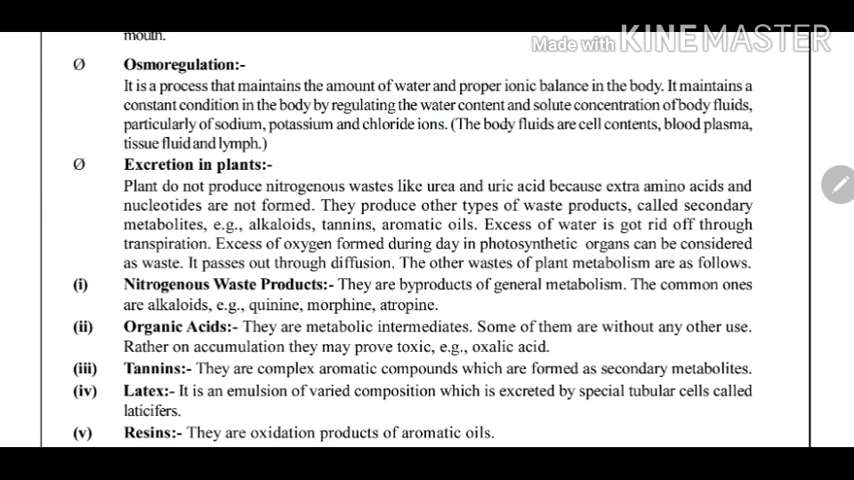 mouth.
Made with KINEMASTER
Ø Osmoregulation:-
It is a process that maintains the amount of water and proper ionic balance in the body. It maintains a
constant condition in the body by regulating the water content and solute concentration of body fluids,
particularly of sodium, potassium and chloride ions. (The body fluids are cell contents, blood plasma,
tissue fluid and lymph.)
Ø Excretion in plants:-
Plant do not produce nitrogenous wastes like urea and uric acid because extra amino acids and
nucleotides are not formed. They produce other types of waste products, called secondary
metabolites, e.g., alkaloids, tannins, aromatic oils. Excess of water is got rid off through
transpiration. Excess of oxygen formed during day in photosynthetic organs can be considered
as waste. It passes out through diffusion. The other wastes of plant metabolism are as follows.
(i) Nitrogenous Waste Products:- They are byproducts of general metabolism. The common ones
are alkaloids, e.g., quinine, morphine, atropine.
(ii) Organic Acids:- They are metabolic intermediates. Some of them are without any other use.
Rather on accumulation they may prove toxic, e.g., oxalic acid.
(iii) Tannins:- They are complex aromatic compounds which are formed as secondary metabolites.
(iv) Latex:- It is an emulsion of varied composition which is excreted by special tubular cells called
laticifers.
(v) Resins:- They are oxidation products of aromatic oils.